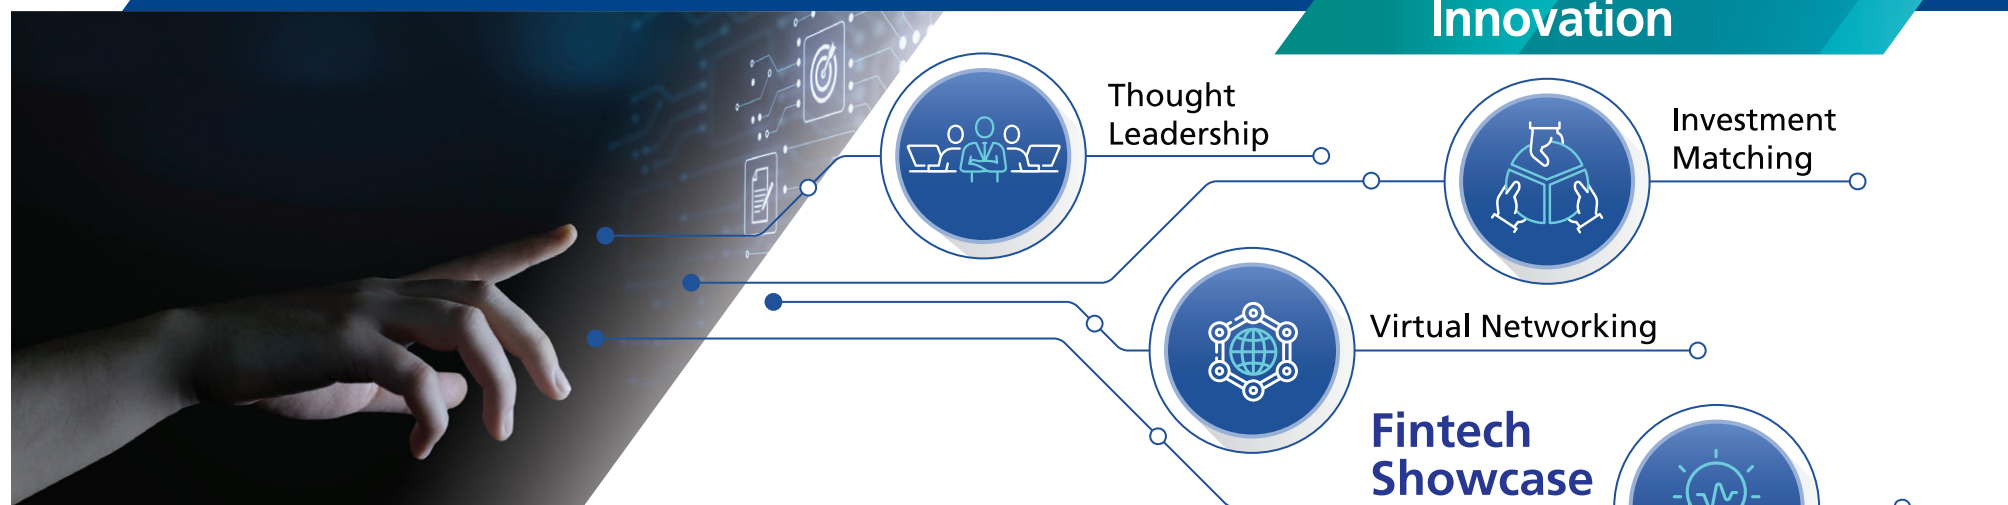 Innovation
Thought
Leadership
Investment
Matching
Virtual Networking
Fintech
Showcase